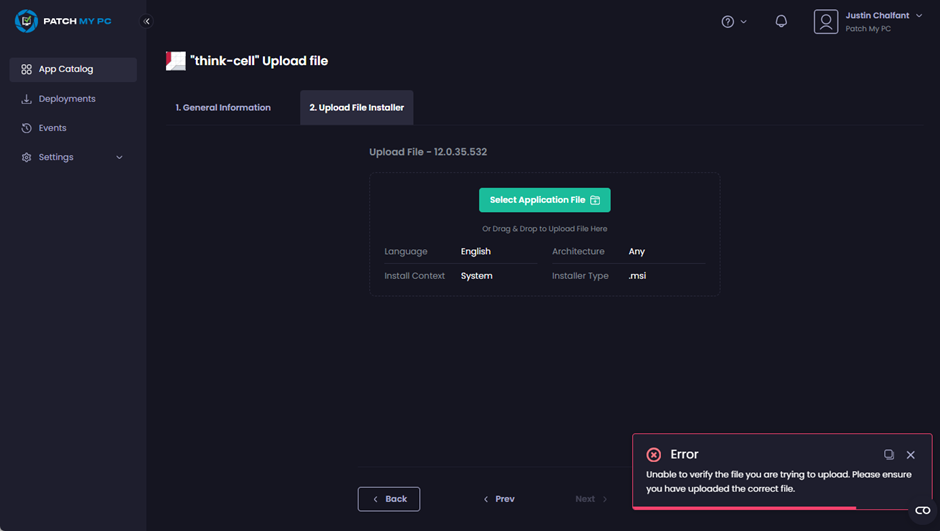 PATCH MY PC
Justin Chalfant
Patch My PC
App Catalog
Deployments
Events
Settings
"think-cell" Upload file
1. General Information
2. Upload File Installer
Upload File - 12.0.35.532
Select Application File
Or Drag & Drop to Upload File Here
Language English Architecture Any
Install Context System Installer Type .msi
Error
Unable to verify the file you are trying to upload. Please ensure
you have uploaded the correct file.
Back Prev Next